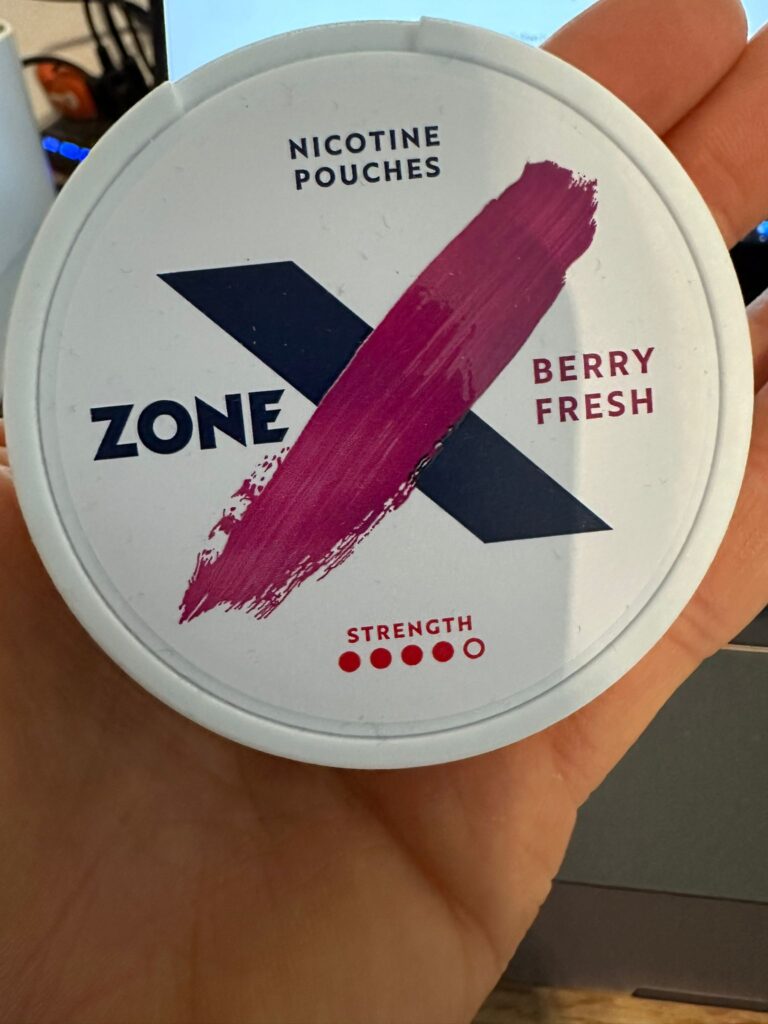 NICOTINE
POUCHES
ZONE X
BERRY
FRESH
STRENGTH